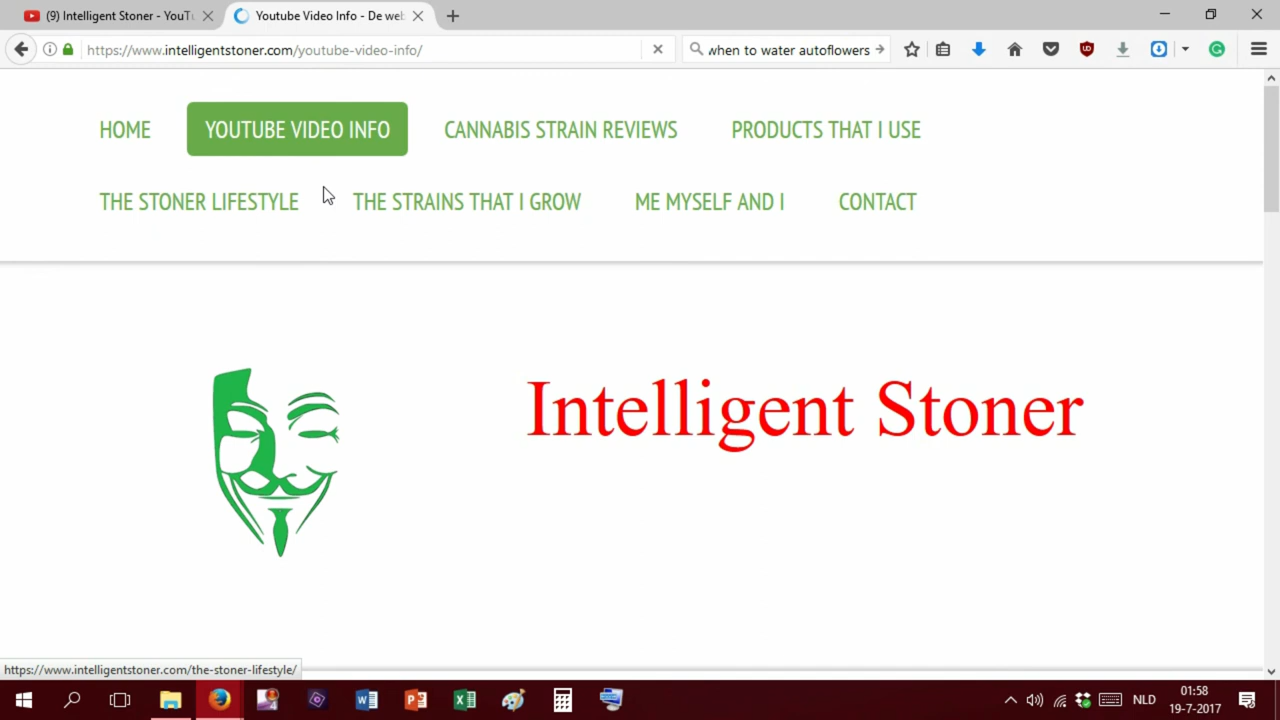 (9) Intelligent Stoner - YouTu
Youtube Video Info - De web
https://www.intelligentstoner.com/youtube-video-info/
when to water autoflowers
HOME
YOUTUBE VIDEO INFO
CANNABIS STRAIN REVIEWS
PRODUCTS THAT I USE
THE STONER LIFESTYLE
THE STRAINS THAT I GROW
ME MYSELF AND I
CONTACT
Intelligent Stoner
https://www.intelligentstoner.com/the-stoner-lifestyle/
NLD
01:58
19-7-2017